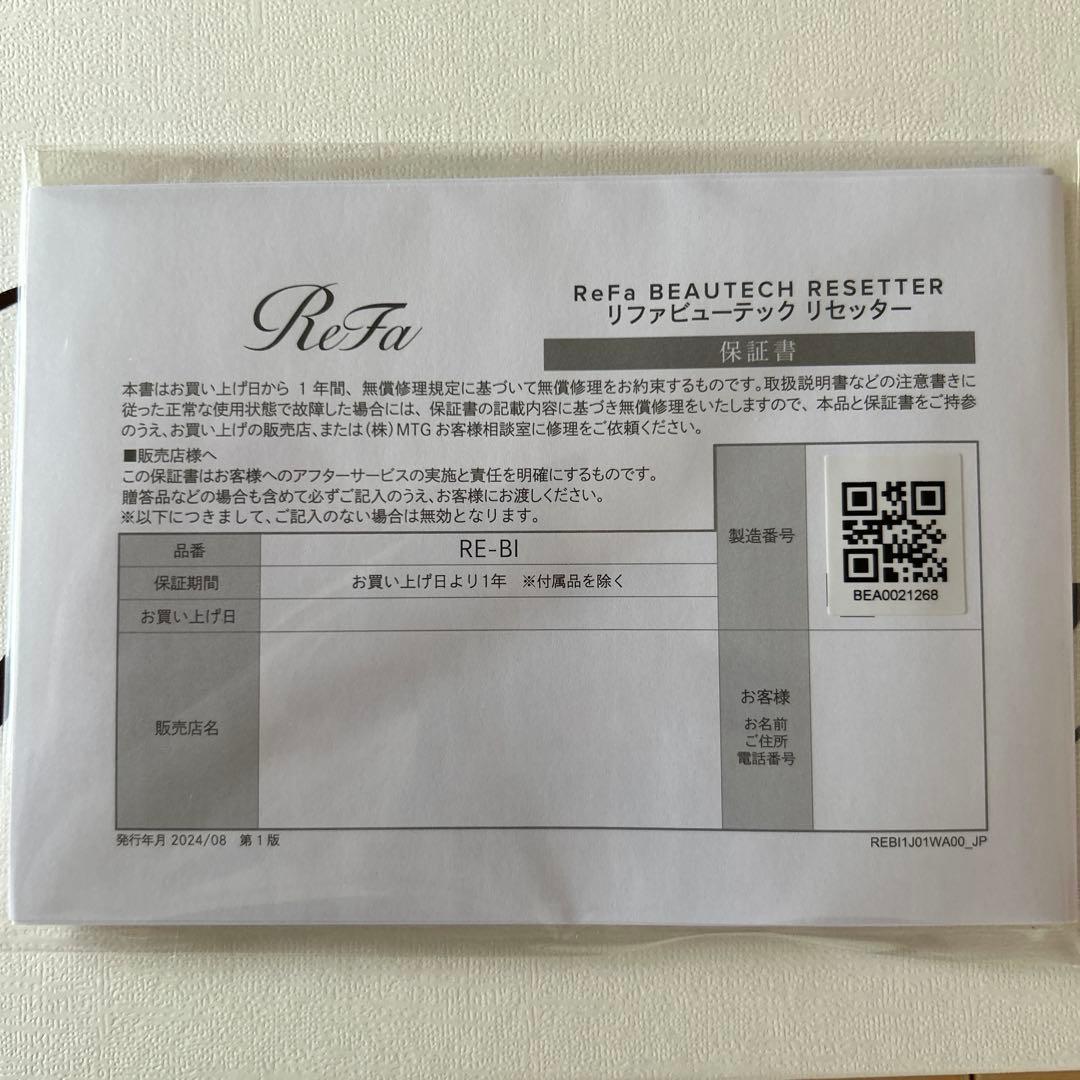 ReFa
ReFa BEAUTECH RESETTER
リファビューテック リセッター
保証書
本書はお買い上げ日から 1 年間、無償修理規定に基づいて無償修理をお約束するものです。取扱説明書などの注意書きに
従った正常な使用状態で故障した場合には、保証書の記載内容に基づき無償修理をいたしますので、本品と保証書をご持参
のうえ、お買い上げの販売店、または(株)MTG お客様相談室に修理をご依頼ください。
■販売店様へ
この保証書はお客様へのアフターサービスの実施と責任を明確にするものです。
贈答品などの場合も含めて必ずご記入のうえ、お客様にお渡しください。
※以下につきまして、ご記入のない場合は無効となります。
品番 RE-BI
保証期間 お買い上げ日より1年 ※付属品を除く
お買い上げ日
販売店名
製造番号
BEA0021268
お客様
お名前
ご住所
電話番号
発行年月 2024/08 第1版
REBI1J01WA00_JP